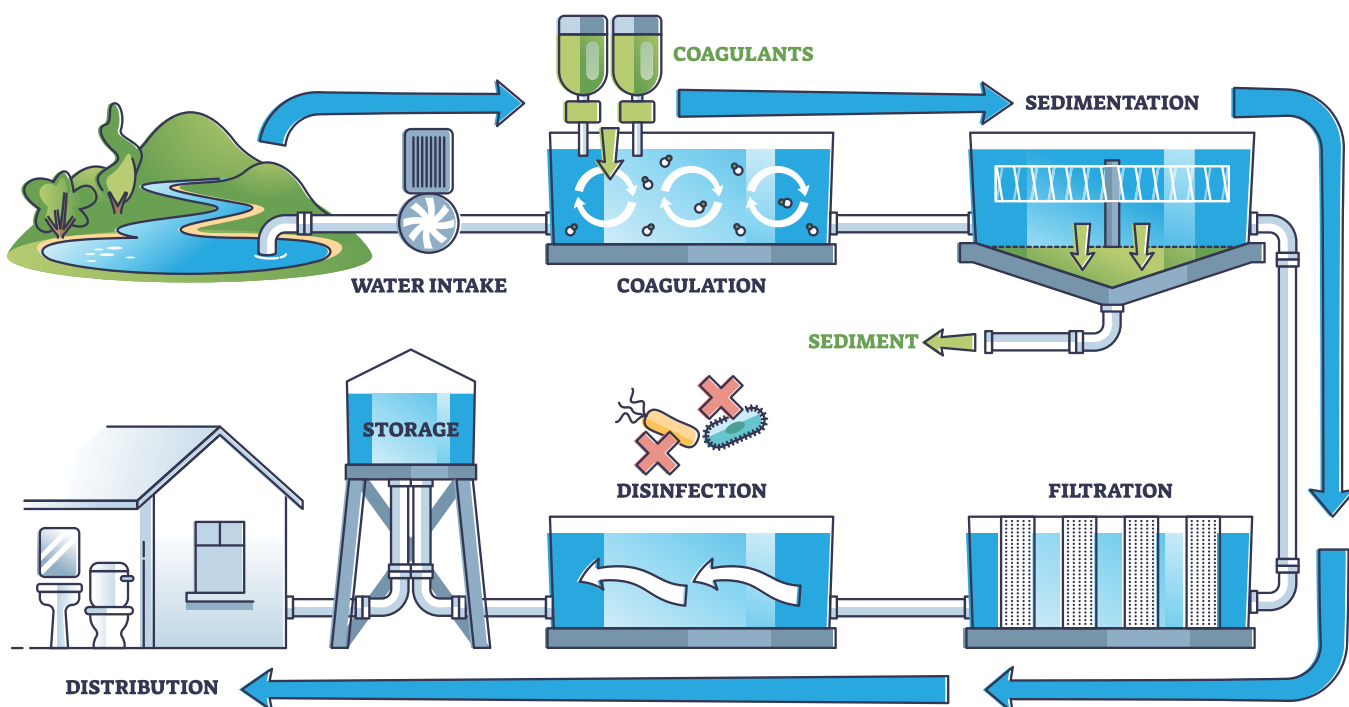 COAGULANTS
SEDIMENTATION
WATER INTAKE
COAGULATION
SEDIMENT
STORAGE
DISINFECTION
FILTRATION
DISTRIBUTION